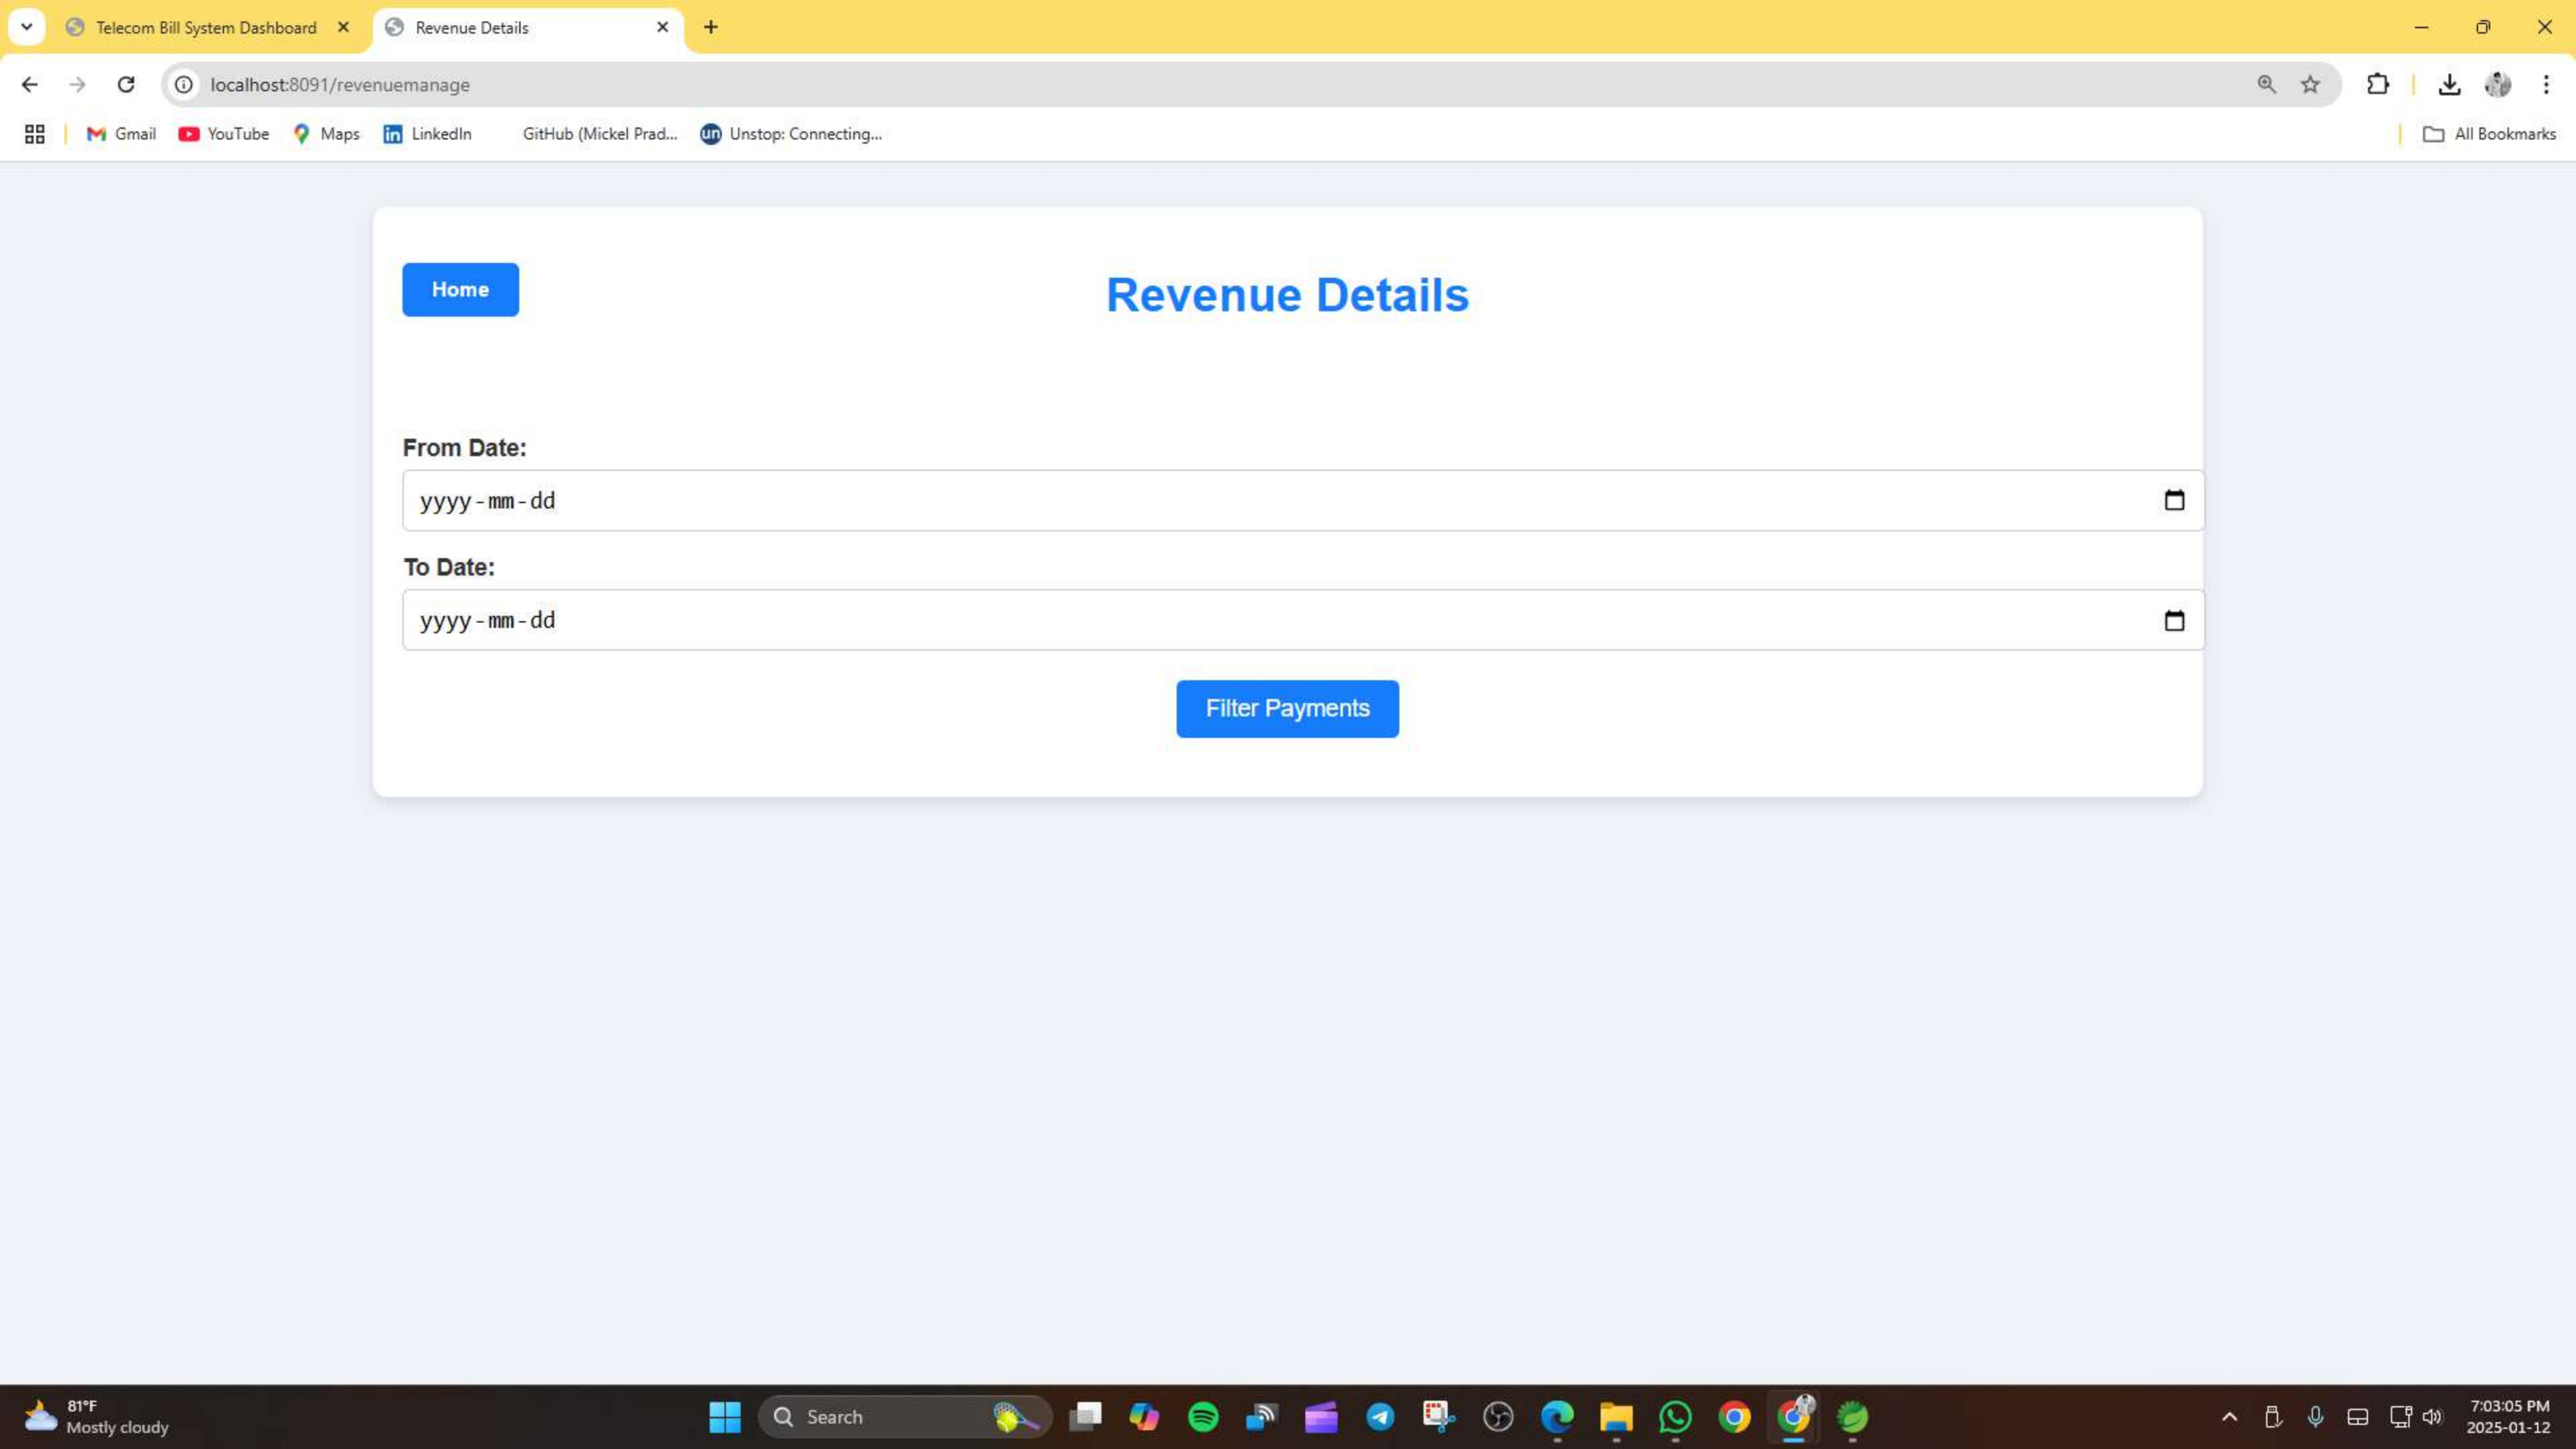 Telecom Bill System Dashboard
Revenue Details
localhost:8091/revenuemanage
Gmail YouTube Maps LinkedIn GitHub (Mickel Prad... Unstop: Connecting... All Bookmarks
Home
Revenue Details
From Date:
yyyy-mm-dd
To Date:
yyyy-mm-dd
Filter Payments
81°F
Mostly cloudy
Search
7:03:05 PM
2025-01-12